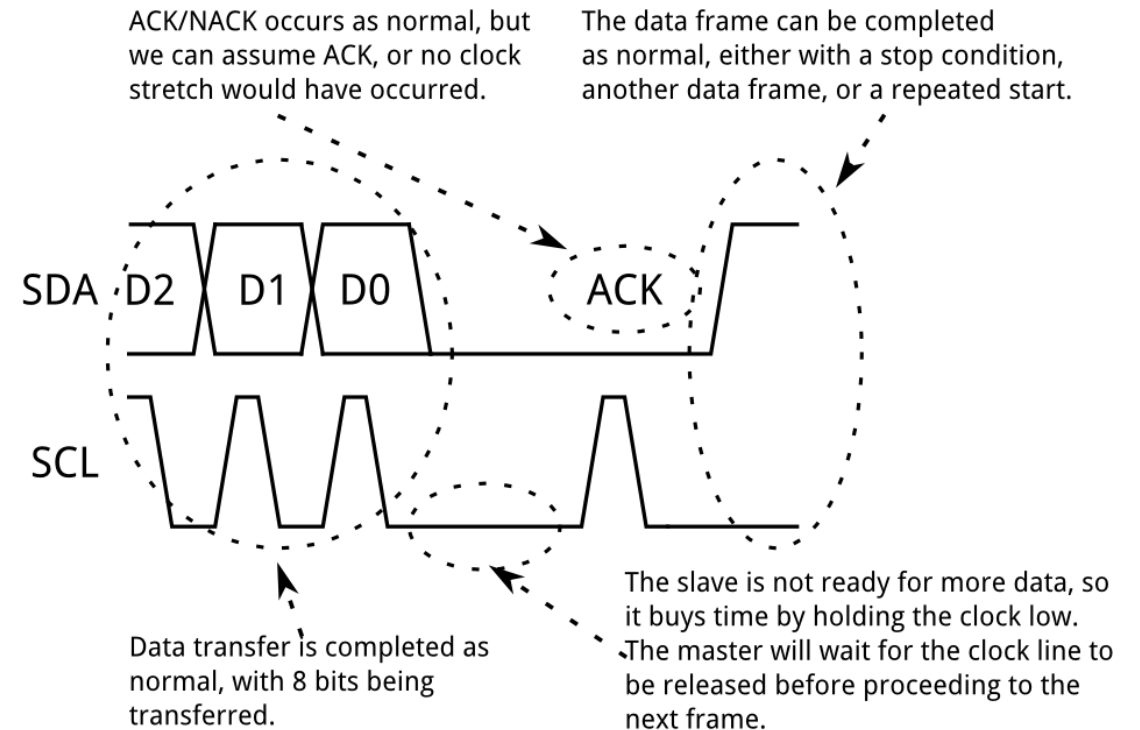 ACK/NACK occurs as normal, but
we can assume ACK, or no clock
stretch would have occurred.
The data frame can be completed
as normal, either with a stop condition,
another data frame, or a repeated start.
SDA D2 D1 D0 ACK
SCL
Data transfer is completed as
normal, with 8 bits being
transferred.
The slave is not ready for more data, so
it buys time by holding the clock low.
The master will wait for the clock line to
be released before proceeding to the
next frame.